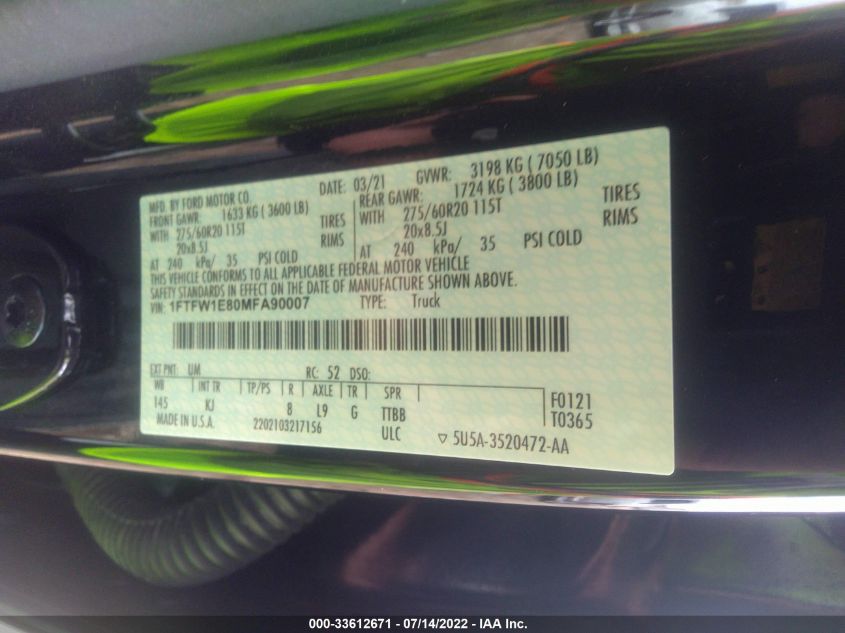 MFD. BY FORD MOTOR CO.
DATE: 03/21 GVWR: 3198 KG ( 7050 LB)
FRONT GAWR: 1633 KG ( 3600 LB)
WITH 275/60R20 115T TIRES
20x8.5J RIMS
AT 240 kPa/ 35 PSI COLD
REAR GAWR: 1724 KG ( 3800 LB)
WITH 275/60R20 115T TIRES
20x8.5J RIMS
AT 240 kPa/ 35 PSI COLD
THIS VEHICLE CONFORMS TO ALL APPLICABLE FEDERAL MOTOR VEHICLE
SAFETY STANDARDS IN EFFECT ON THE DATE OF MANUFACTURE SHOWN ABOVE.
VIN: 1FTFW1E80MFA90007 TYPE: Truck
EXT PNT: UM RC: 52 DSO:
WB INT TR TP/PS R AXLE TR SPR
145 KJ 8 L9 G TTBB
F0121
T0365
MADE IN U.S.A. 2202103217156 ULC
▽ 5U5A-3520472-AA
000-33612671 - 07/14/2022 - IAA Inc.